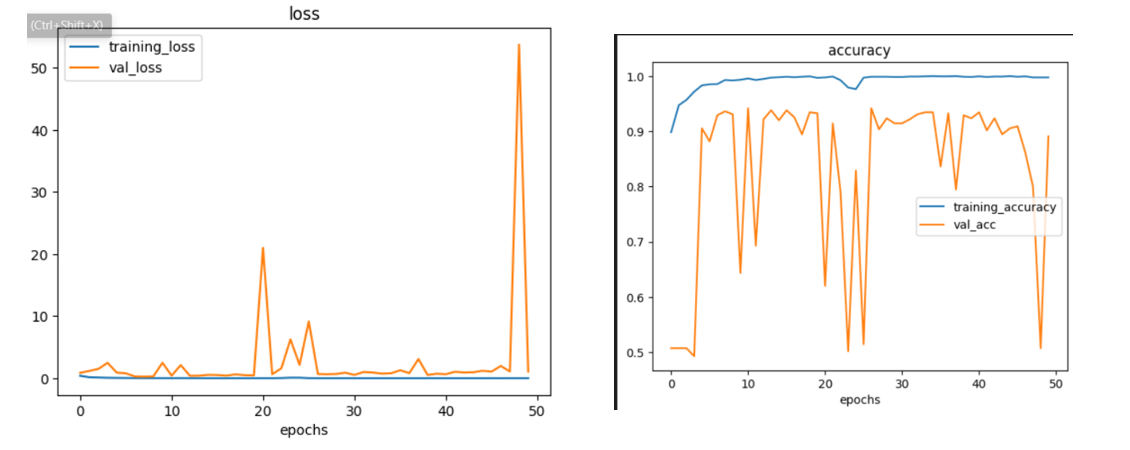 (Ctrl+Shift+X)
loss
training_loss
val_loss
50
40
30
20
10
0
0 10 20 30 40 50
epochs
accuracy
1.0
0.9
0.8
0.7
0.6
0.5
training_accuracy
val_acc
0 10 20 30 40 50
epochs